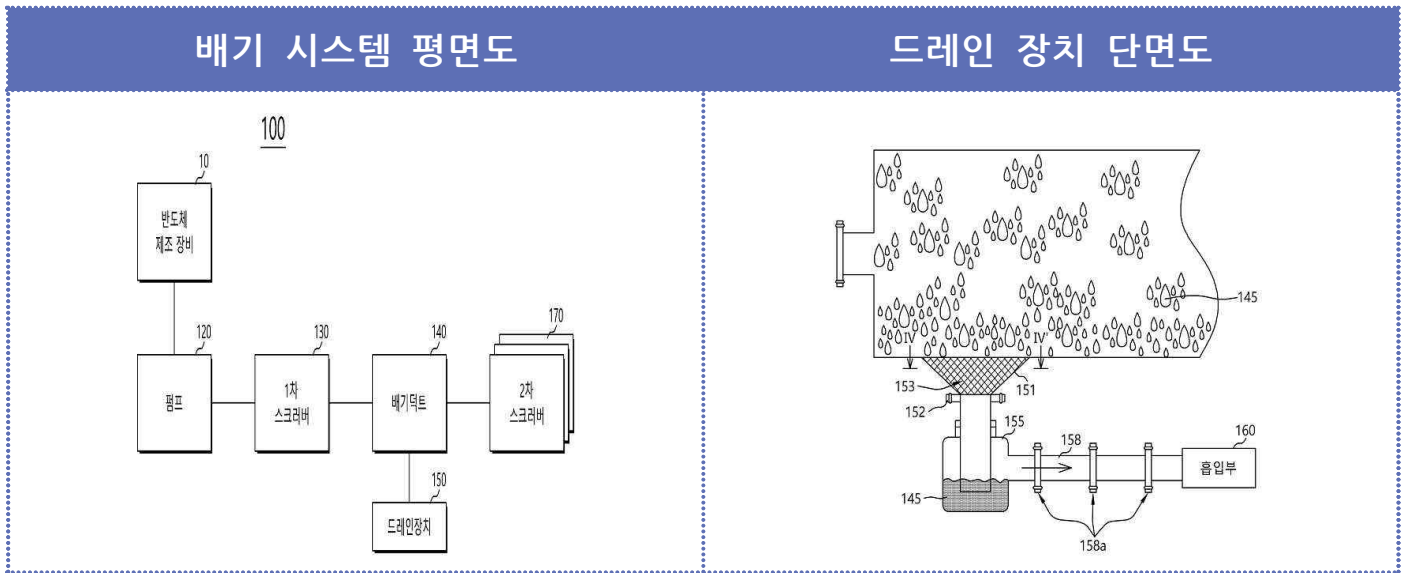 배기 시스템 평면도
드레인 장치 단면도
100
10
반도체
제조 장비
120
펌프
130
1차
스크러버
140
배기덕트
170
2차
스크러버
150
드레인장치
145
IV
IV'
153
151
152
155
158
160
흡입부
145
158a